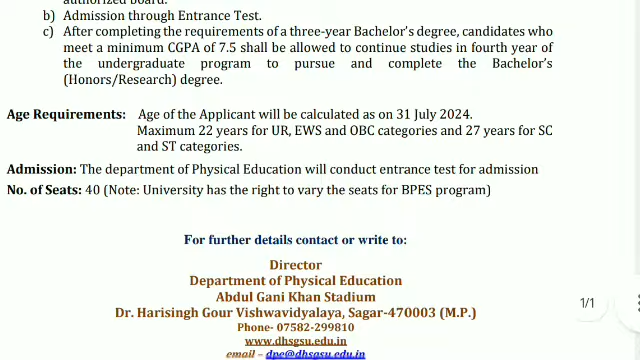 authorized board.
b) Admission through Entrance Test.
c) After completing the requirements of a three-year Bachelor's degree, candidates who
meet a minimum CGPA of 7.5 shall be allowed to continue studies in fourth year of
the undergraduate program to pursue and complete the Bachelor's
(Honors/Research) degree.
Age Requirements: Age of the Applicant will be calculated as on 31 July 2024.
Maximum 22 years for UR, EWS and OBC categories and 27 years for SC
and ST categories.
Admission: The department of Physical Education will conduct entrance test for admission
No. of Seats: 40 (Note: University has the right to vary the seats for BPES program)
For further details contact or write to:
Director
Department of Physical Education
Abdul Gani Khan Stadium
Dr. Harisingh Gour Vishwavidyalaya, Sagar-470003 (M.P.)
1/1
Phone- 07582-299810
www.dhsgsu.edu.in
email – dpe@dhsgsu.edu.in